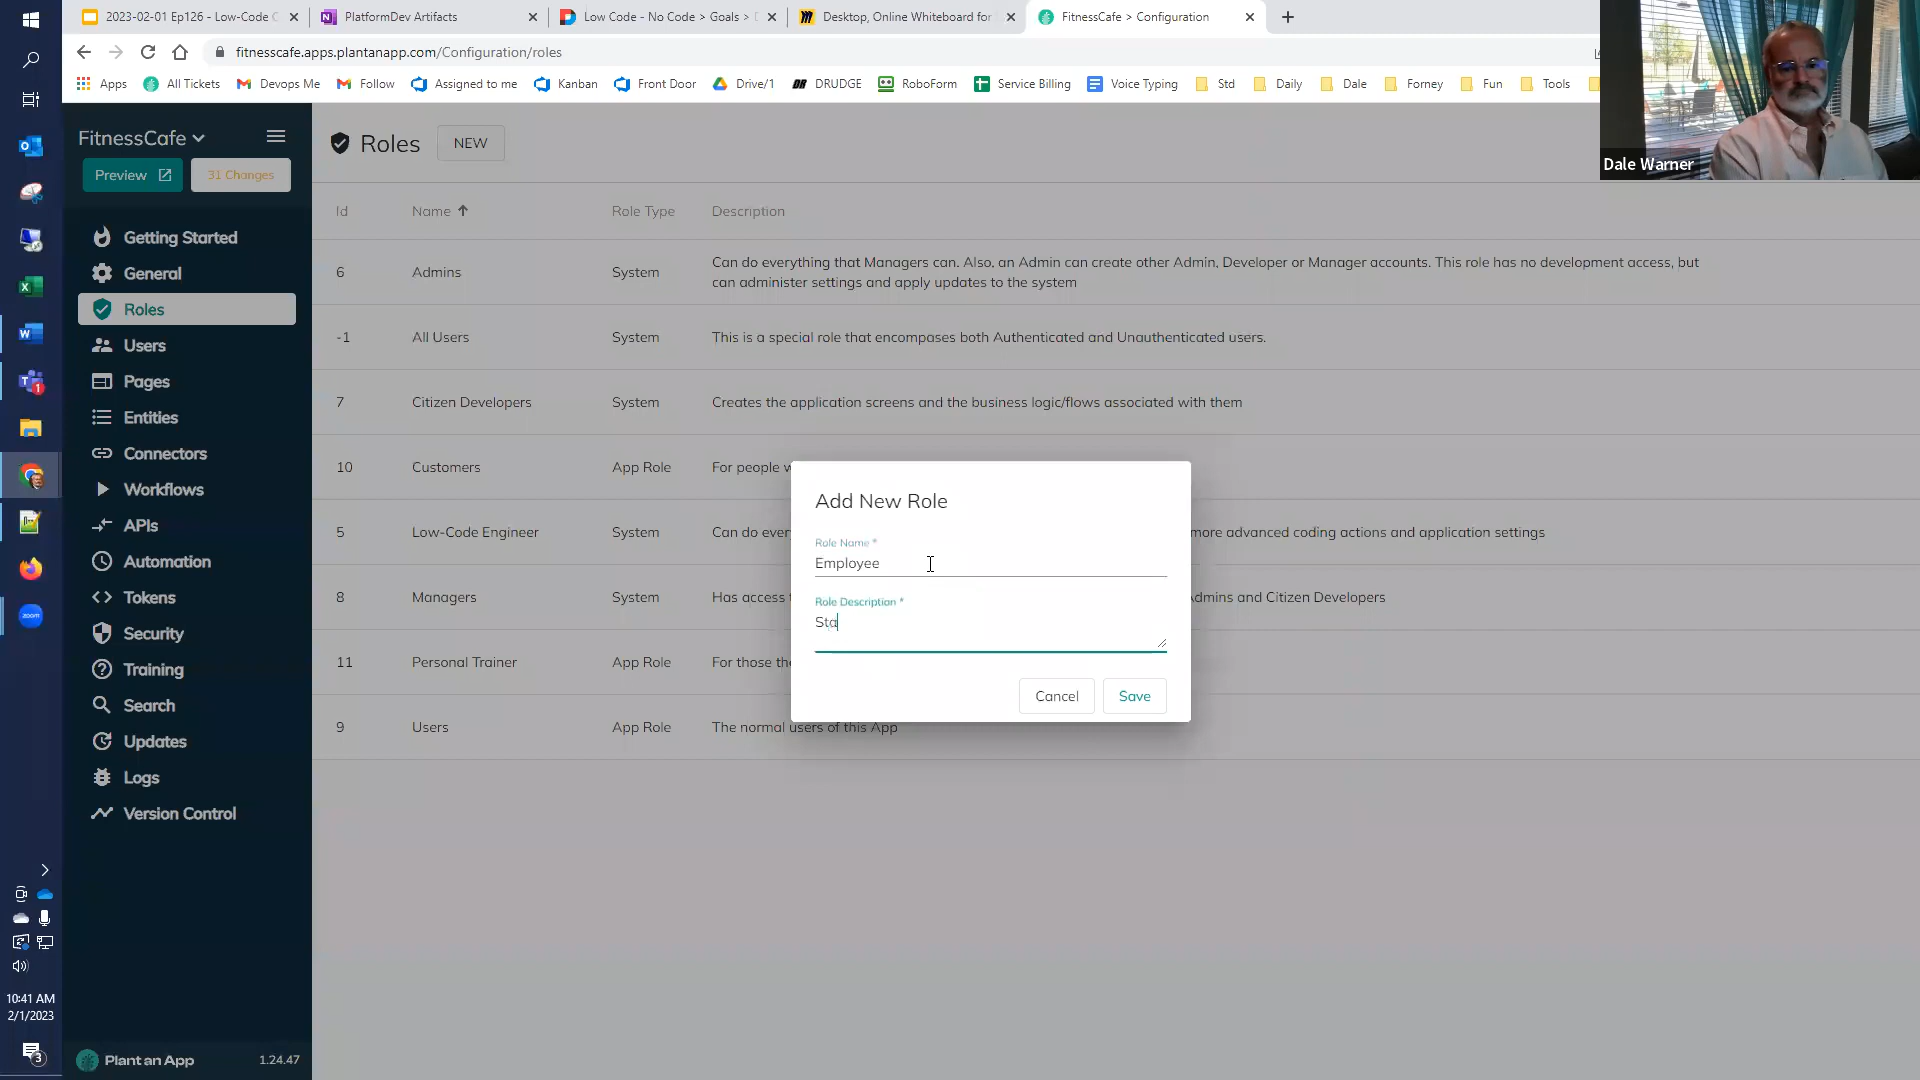 2023-02-01 Ep126 - Low-Code C
PlatformDev Artifacts
Low Code - No Code > Goals >
Desktop, Online Whiteboard for
FitnessCafe > Configuration
fitnesscafe.apps.plantanapp.com/Configuration/roles
Apps
All Tickets
Devops Me
Follow
Assigned to me
Kanban
Front Door
Drive/1
DRUDGE
RoboForm
Service Billing
Voice Typing
Std
Daily
Dale
Forney
Fun
Tools
Dale Warner
FitnessCafe
Preview
31 Changes
Getting Started
General
Roles
Users
Pages
Entities
Connectors
Workflows
APIs
Automation
Tokens
Security
Training
Search
Updates
Logs
Version Control
Plant an App 1.24.47
Roles
NEW
Id Name Role Type Description
6 Admins System Can do everything that Managers can. Also, an Admin can create other Admin, Developer or Manager accounts. This role has no development access, but
can administer settings and apply updates to the system
-1 All Users System This is a special role that encompases both Authenticated and Unauthenticated users.
7 Citizen Developers System Creates the application screens and the business logic/flows associated with them
10 Customers App Role For people w
5 Low-Code Engineer System Can do ever more advanced coding actions and application settings
8 Managers System Has access t dmins and Citizen Developers
11 Personal Trainer App Role For those the
9 Users App Role The normal users of this App
Add New Role
Role Name *
Employee
Role Description *
Sta
Cancel
Save
10:41 AM
2/1/2023
1
3
zoom